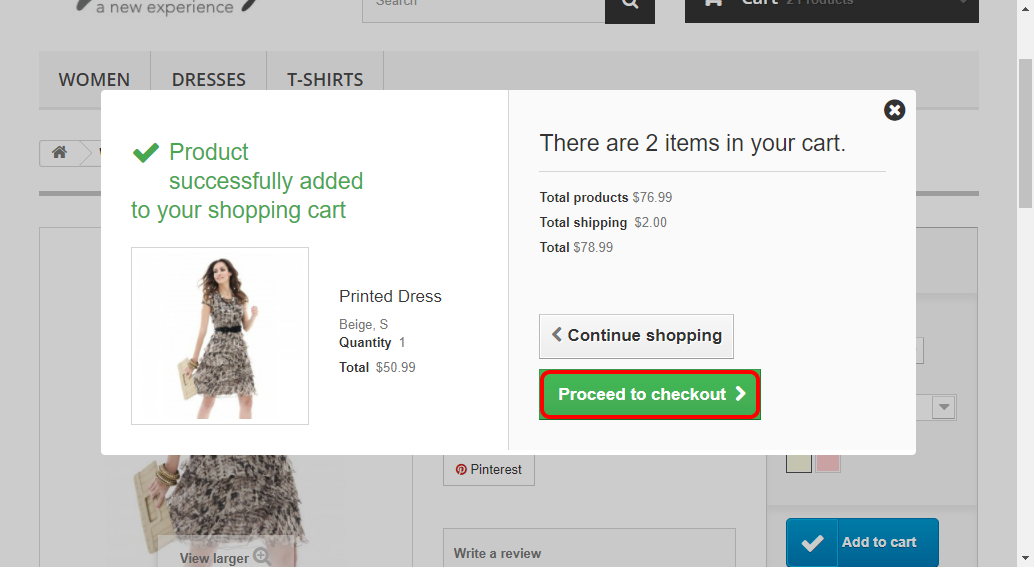 a new experience
Search
Cart 2 Products
WOMEN
DRESSES
T-SHIRTS
Product
successfully added
to your shopping cart
There are 2 items in your cart.
Total products $76.99
Total shipping $2.00
Total $78.99
Printed Dress
Beige, S
Quantity 1
Total $50.99
Continue shopping
Proceed to checkout
Pinterest
Write a review
View larger
Add to cart